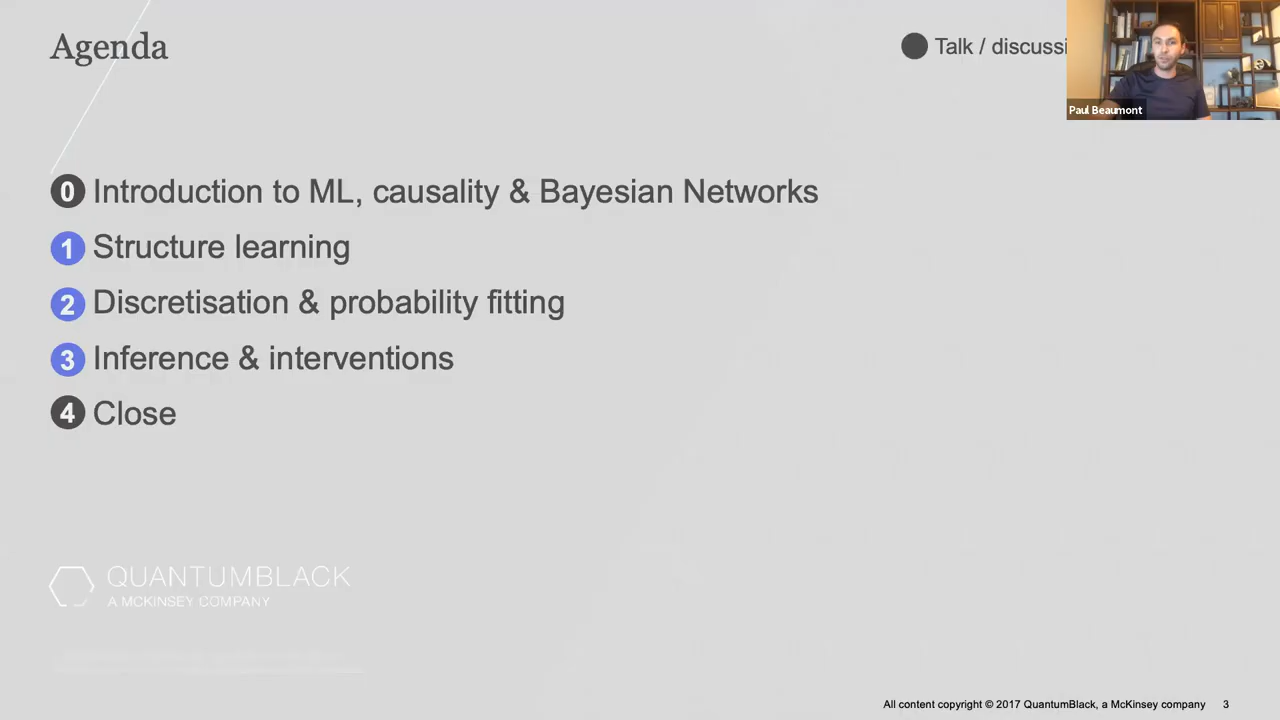 Agenda
Talk / discussi
Paul Beaumont
0 Introduction to ML, causality & Bayesian Networks
1 Structure learning
2 Discretisation & probability fitting
3 Inference & interventions
4 Close
QUANTUMBLACK
A MCKINSEY COMPANY
All content copyright © 2017 QuantumBlack, a McKinsey company 3